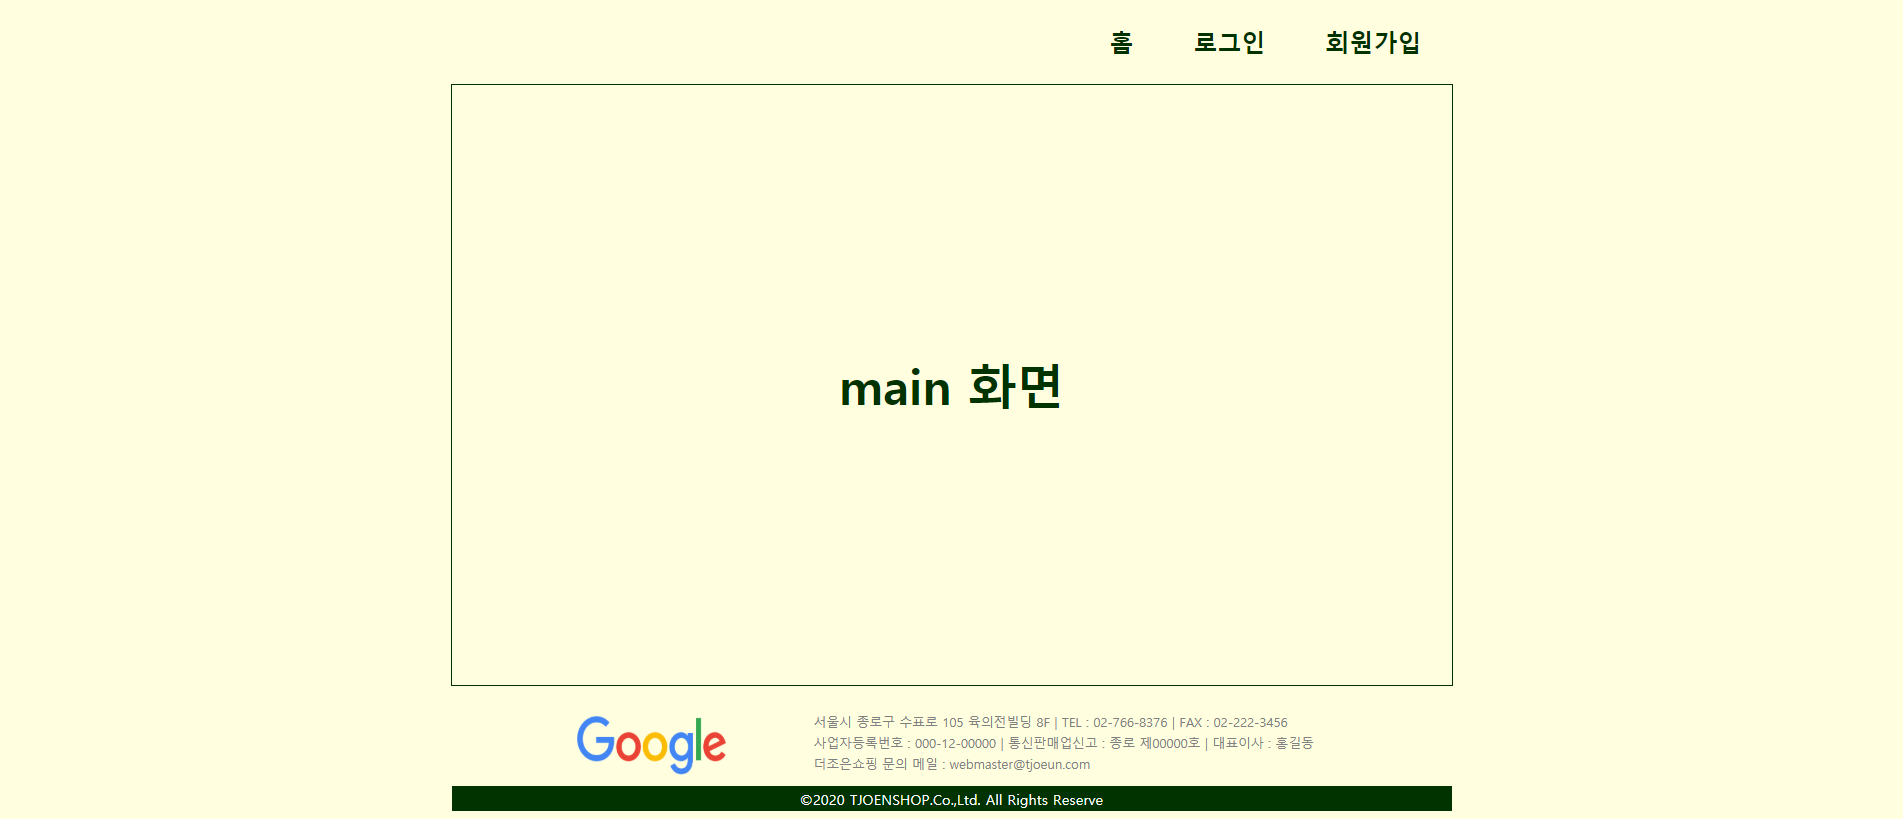 홈 로그인 회원가입
main 화면
Google
서울시 종로구 수표로 105 육의전빌딩 8F | TEL : 02-766-8376 | FAX : 02-222-3456
사업자등록번호 : 000-12-00000 | 통신판매업신고 : 종로 제00000호 | 대표이사 : 홍길동
더조은쇼핑 문의 메일 : webmaster@tjoeun.com
©2020 TJOENSHOP.Co.,Ltd. All Rights Reserve